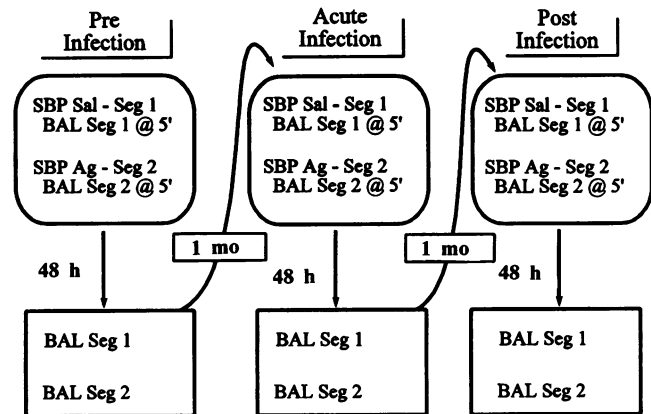 Pre
Infection
Acute
Infection
Post
Infection
SBP Sal - Seg 1
BAL Seg 1 @ 5'
SBP Ag - Seg 2
BAL Seg 2 @ 5'
SBP Sal - Seg 1
BAL Seg 1 @ 5'
SBP Ag - Seg 2
BAL Seg 2 @ 5'
SBP Sal - Seg 1
BAL Seg 1 @ 5'
SBP Ag - Seg 2
BAL Seg 2 @ 5'
48 h
1 mo
48 h
1 mo
48 h
BAL Seg 1
BAL Seg 2
BAL Seg 1
BAL Seg 2
BAL Seg 1
BAL Seg 2